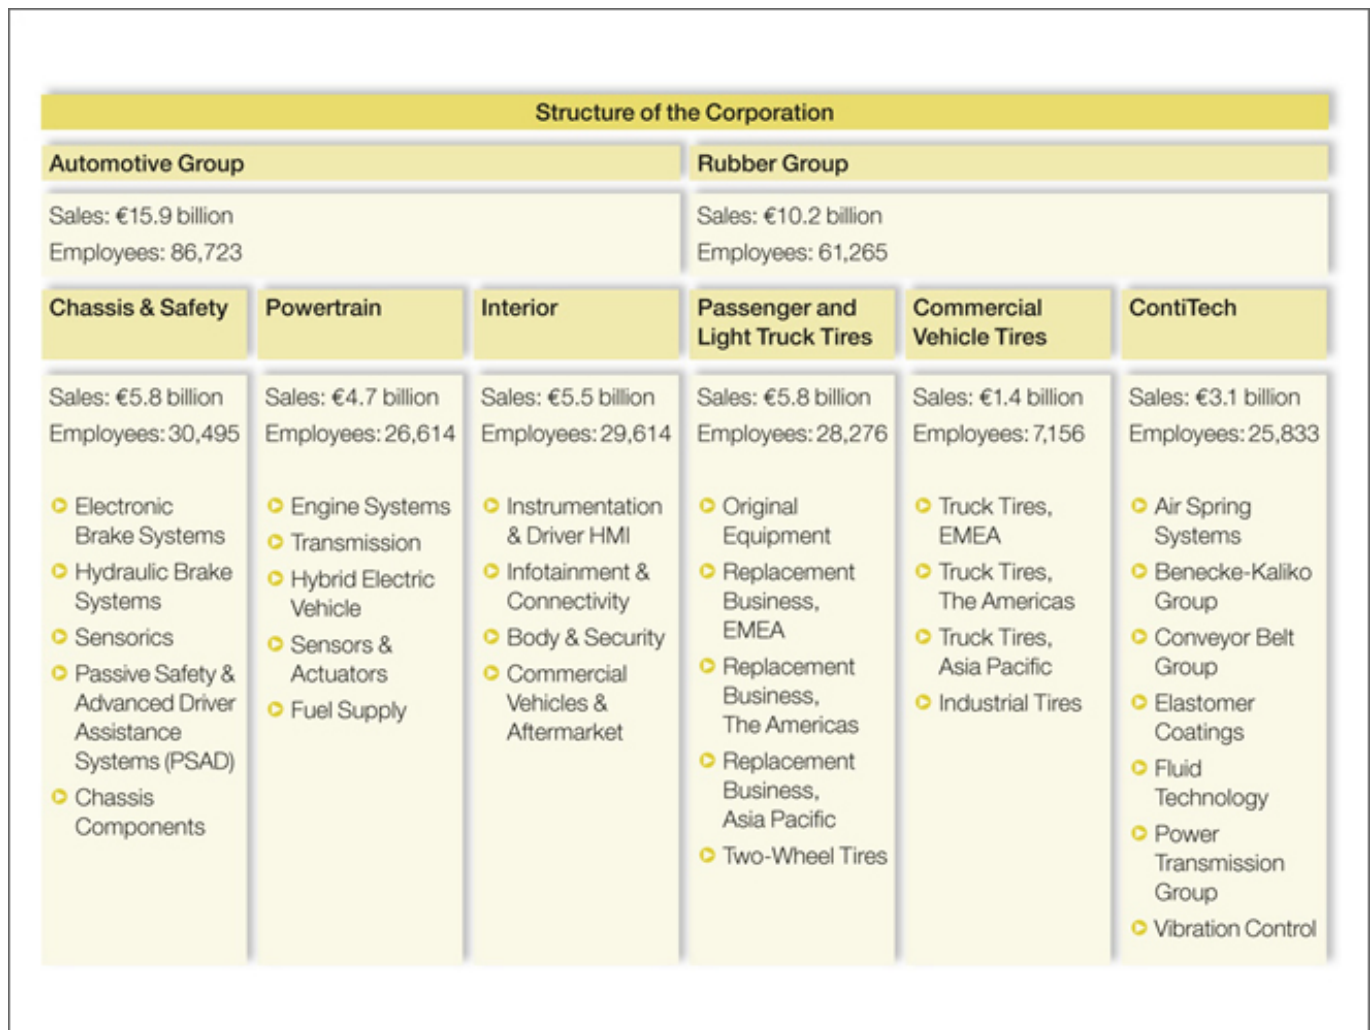 Structure of the Corporation
Automotive Group
Sales: €15.9 billion
Employees: 86,723
Rubber Group
Sales: €10.2 billion
Employees: 61,265
Chassis & Safety
Sales: €5.8 billion
Employees: 30,495
Electronic
Brake Systems
Hydraulic Brake
Systems
Sensorics
Passive Safety &
Advanced Driver
Assistance
Systems (PSAD)
Chassis
Components
Powertrain
Sales: €4.7 billion
Employees: 26,614
Engine Systems
Transmission
Hybrid Electric
Vehicle
Sensors &
Actuators
Fuel Supply
Interior
Sales: €5.5 billion
Employees: 29,614
Instrumentation
& Driver HMI
Infotainment &
Connectivity
Body & Security
Commercial
Vehicles &
Aftermarket
Passenger and
Light Truck Tires
Sales: €5.8 billion
Employees: 28,276
Original
Equipment
Replacement
Business,
EMEA
Replacement
Business,
The Americas
Replacement
Business,
Asia Pacific
Two-Wheel Tires
Commercial
Vehicle Tires
Sales: €1.4 billion
Employees: 7,156
Truck Tires,
EMEA
Truck Tires,
The Americas
Truck Tires,
Asia Pacific
Industrial Tires
ContiTech
Sales: €3.1 billion
Employees: 25,833
Air Spring
Systems
Benecke-Kaliko
Group
Conveyor Belt
Group
Elastomer
Coatings
Fluid
Technology
Power
Transmission
Group
Vibration Control